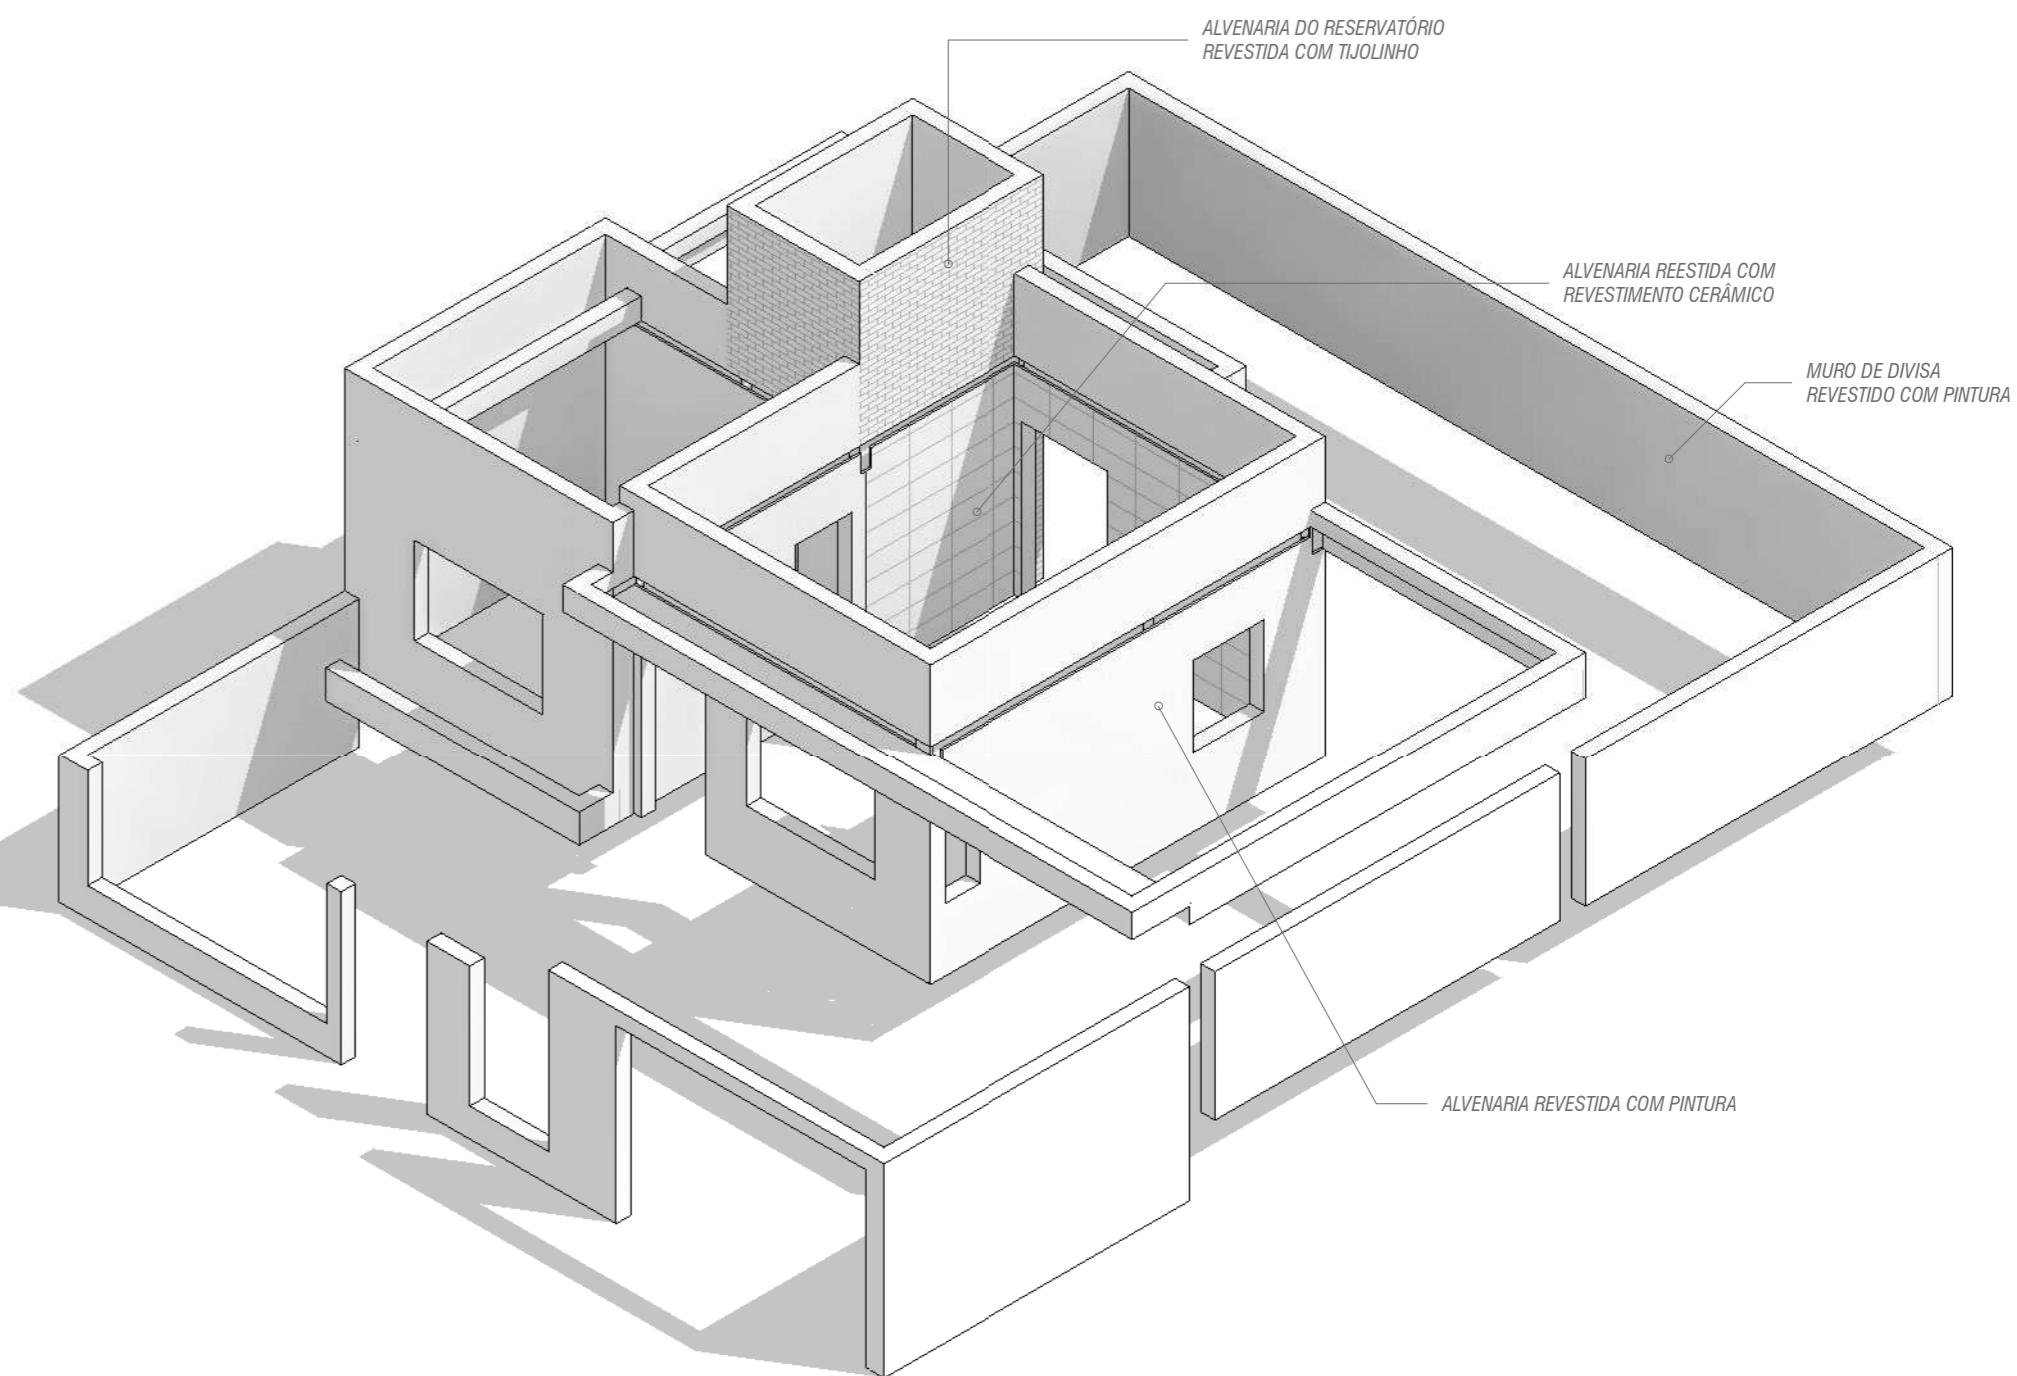 ALVENARIA DO RESERVATÓRIO
REVESTIDA COM TIJOLINHO
ALVENARIA REESTIDA COM
REVESTIMENTO CERÂMICO
MURO DE DIVISA
REVESTIDO COM PINTURA
ALVENARIA REVESTIDA COM PINTURA